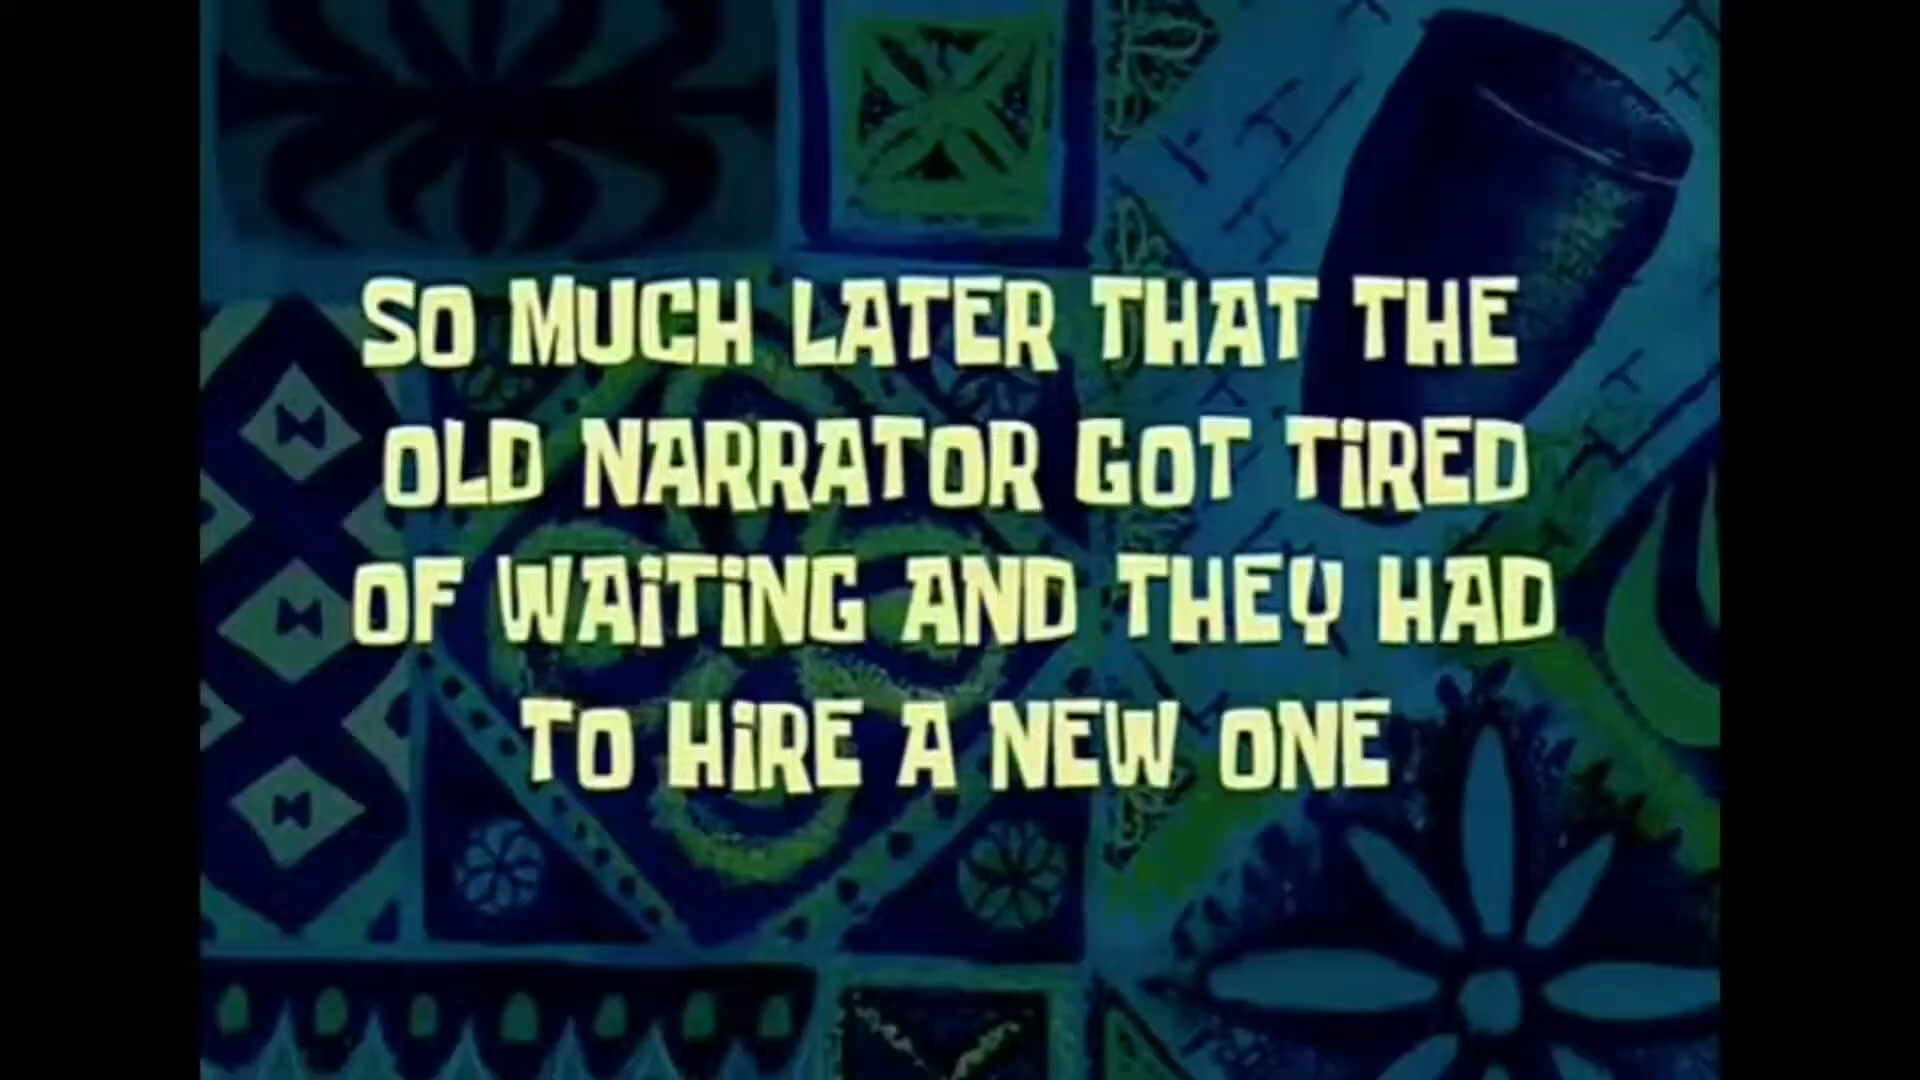 SO MUCH LATER THAT THE
OLD NARRATOR GOT TiRED
OF WAiTiNG AND THEY HAD
TO HiRE A NEW ONE